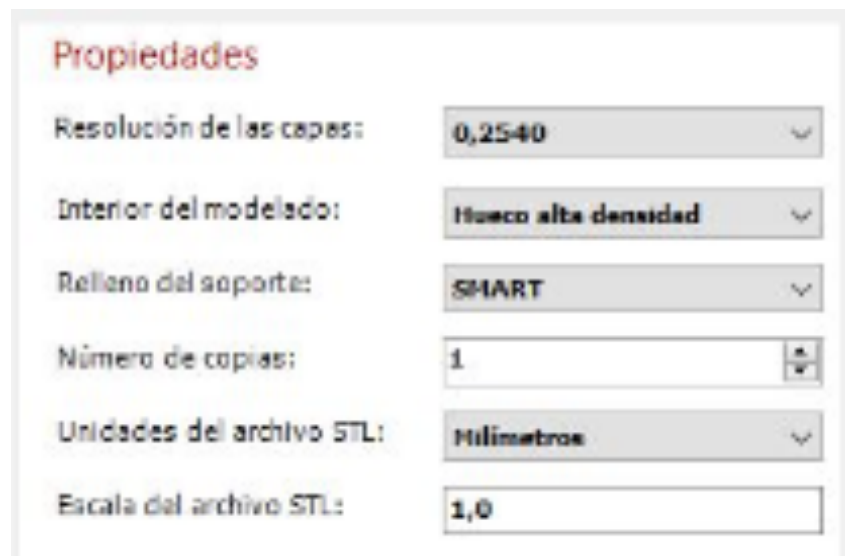 Propiedades
Resolución de las capas: 0,2540
Interior del modelado: Hueco alta densidad
Relleno del soporte: SMART
Número de copias: 1
Unidades del archivo STL: Milímetros
Escala del archivo STL: 1,0